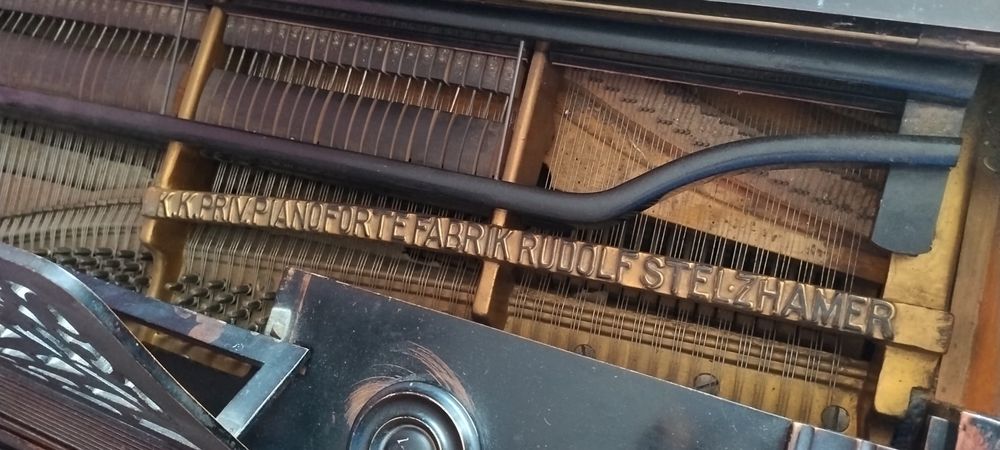 K.K.PRIV.PIANOFORTE FABRIK RUDOLF STELZHAMER